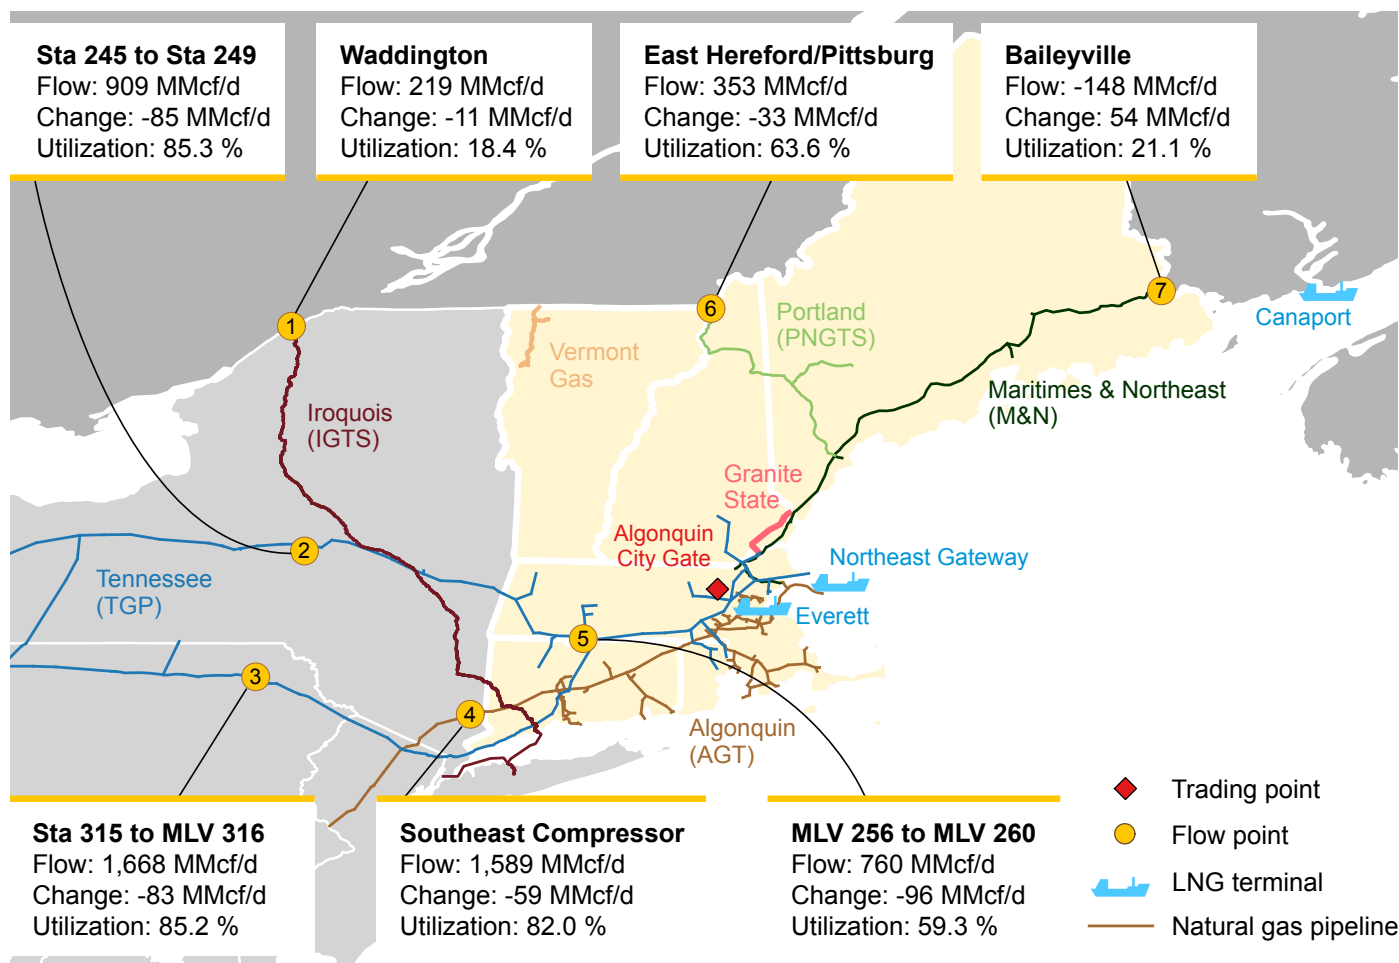 Sta 245 to Sta 249
Flow: 909 MMcf/d
Change: -85 MMcf/d
Utilization: 85.3 %
Waddington
Flow: 219 MMcf/d
Change: -11 MMcf/d
Utilization: 18.4 %
East Hereford/Pittsburg
Flow: 353 MMcf/d
Change: -33 MMcf/d
Utilization: 63.6 %
Baileyville
Flow: -148 MMcf/d
Change: 54 MMcf/d
Utilization: 21.1 %
7
6
1
Canaport
Portland
(PNGTS)
Vermont
Gas
Maritimes & Northeast
(M&N)
Iroquois
(IGTS)
Granite
State
Algonquin
City Gate
2
Northeast Gateway
Tennessee
(TGP)
Everett
5
3
4
Algonquin
(AGT)
Sta 315 to MLV 316
Flow: 1,668 MMcf/d
Change: -83 MMcf/d
Utilization: 85.2 %
Southeast Compressor
Flow: 1,589 MMcf/d
Change: -59 MMcf/d
Utilization: 82.0 %
MLV 256 to MLV 260
Flow: 760 MMcf/d
Change: -96 MMcf/d
Utilization: 59.3 %
Trading point
Flow point
LNG terminal
Natural gas pipeline